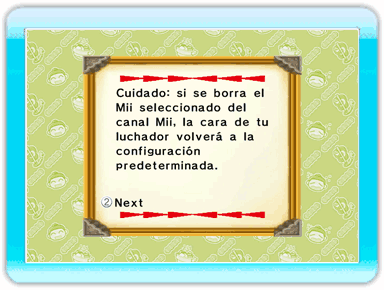 Cuidado: si se borra el
Mii seleccionado del
canal Mii, la cara de tu
luchador volverá a la
configuración
predeterminada.
② Next